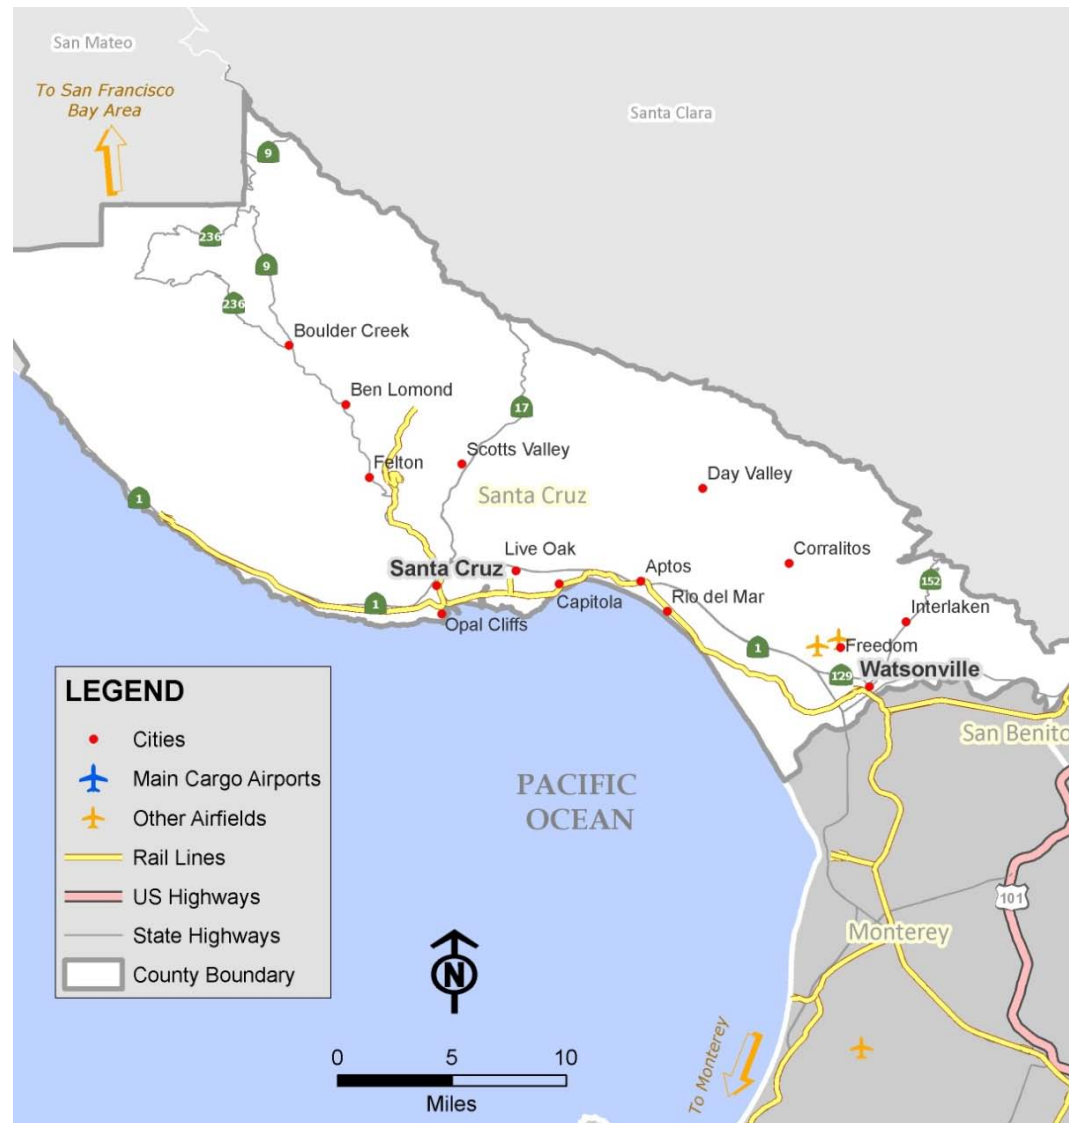 San Mateo
To San Francisco
Bay Area
Santa Clara
9
236
9
236
Boulder Creek
Ben Lomond
17
Scotts Valley
Felton
Day Valley
Santa Cruz
1
Live Oak
Corralitos
Santa Cruz
Aptos
152
Capitola
Rio del Mar
1
Interlaken
Opal Cliffs
1
Freedom
129
Watsonville
San Benito
LEGEND
Cities
Main Cargo Airports
Other Airfields
Rail Lines
US Highways
State Highways
County Boundary
PACIFIC
OCEAN
101
Monterey
N
To Monterey
0 5 10
Miles